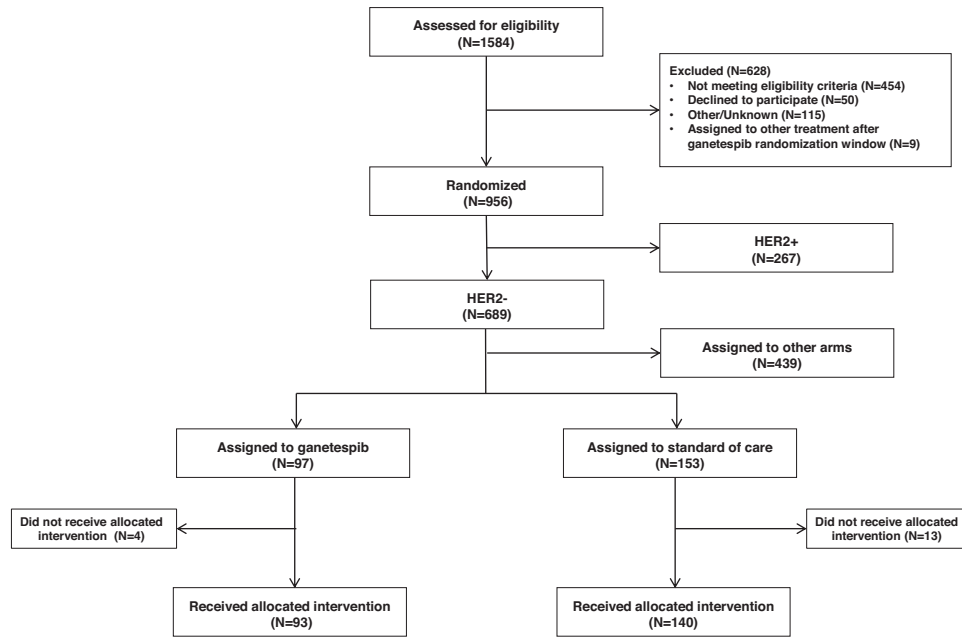 Assessed for eligibility
(N=1584)
Excluded (N=628)
• Not meeting eligibility criteria (N=454)
• Declined to participate (N=50)
• Other/Unknown (N=115)
• Assigned to other treatment after
ganetespib randomization window (N=9)
Randomized
(N=956)
HER2+
(N=267)
HER2-
(N=689)
Assigned to other arms
(N=439)
Assigned to ganetespib
(N=97)
Assigned to standard of care
(N=153)
Did not receive allocated
intervention (N=4)
Did not receive allocated
intervention (N=13)
Received allocated intervention
(N=93)
Received allocated intervention
(N=140)